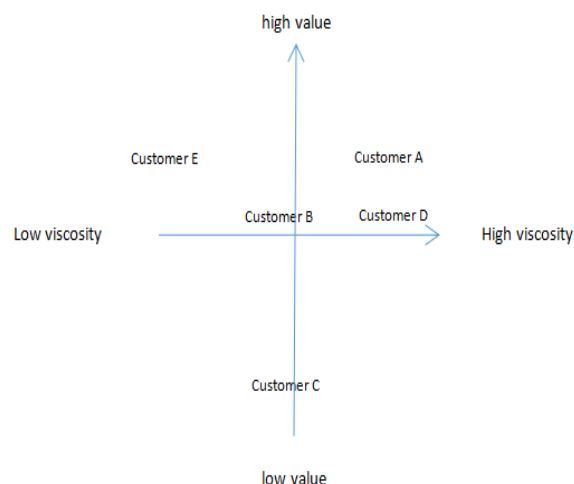 high value
Customer E
Customer A
Customer B
Customer D
Low viscosity
High viscosity
Customer C
low value